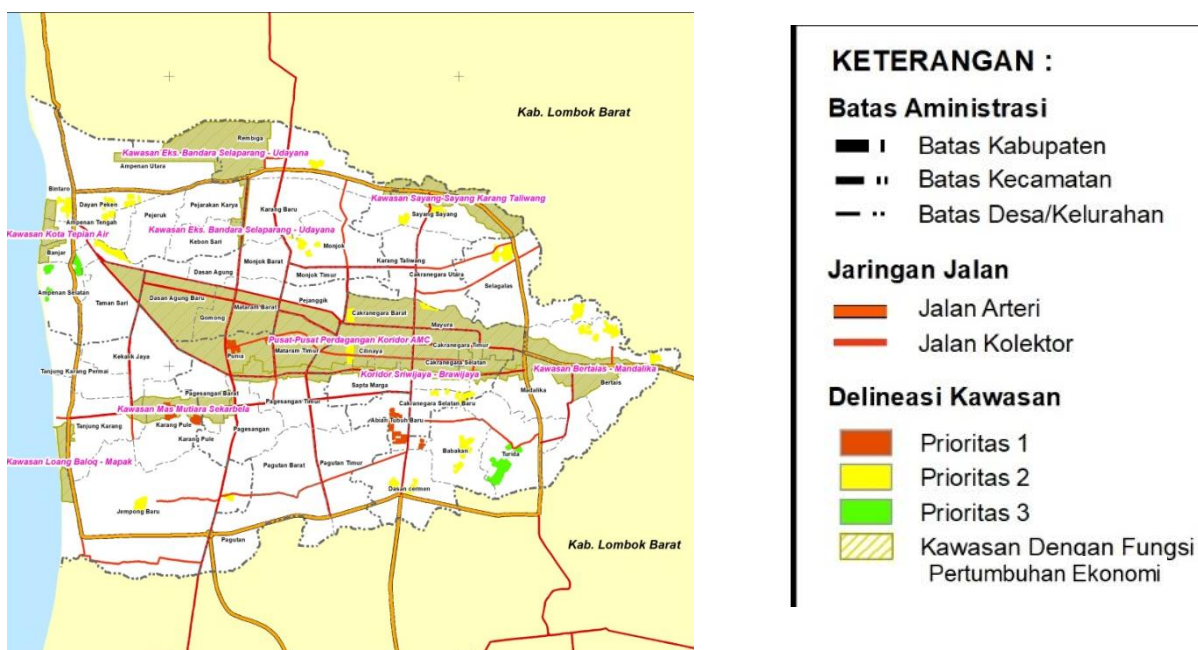 Kab. Lombok Barat
Rembiga
Kawasan Eks. Bandara Selaparang - Udayana
Ampenan Utara
Bintaro
Dayan Peken
Pejeruk
Pejarakan Karya
Karang Baru
Kawasan Sayang-Sayang Karang Taliwang
Sayang Sayang
Ampenan Tengah
Kawasan Kota Tepian Air
Kawasan Eks. Bandara Selaparang - Udayana
Kebon Sari
Monjok
Banjar
Monjok Barat
Karang Taliwang
Dasan Agung
Monjok Timur
Cakranegara Utara
Selagalas
Ampenan Selatan
Taman Sari
Dasan Agung Baru
Mataram Barat
Pejanggik
Gomong
Cakranegara Barat
Mayura
Pusat-Pusat Perdagangan Koridor AMC
Kekalik Jaya
Punia
Mataram Timur
Cilinaya
Cakranegara Timur
Cakranegara Selatan
Kawasan Bertaias - Mandalika
Tanjung Karang Permai
Koridor Sriwijaya - Brawijaya
Sapta Marga
Madalika
Bertais
Pagesangan Barat
Pagesangan Timur
Cakranegara Selatan Baru
Kawasan Mas Mutiara Sekarbela
Abian Tubuh Baru
Tanjung Karang
Karang Pule
Pagesangan
Karang Pule
Babakan
Turida
Kawasan Loang Baloq - Mapak
Pagutan Barat
Pagutan Timur
Dasan cermen
Jempong Baru
Pagutan
Kab. Lombok Barat
KETERANGAN :
Batas Aministrasi
Batas Kabupaten
Batas Kecamatan
Batas Desa/Kelurahan
Jaringan Jalan
Jalan Arteri
Jalan Kolektor
Delineasi Kawasan
Prioritas 1
Prioritas 2
Prioritas 3
Kawasan Dengan Fungsi
Pertumbuhan Ekonomi